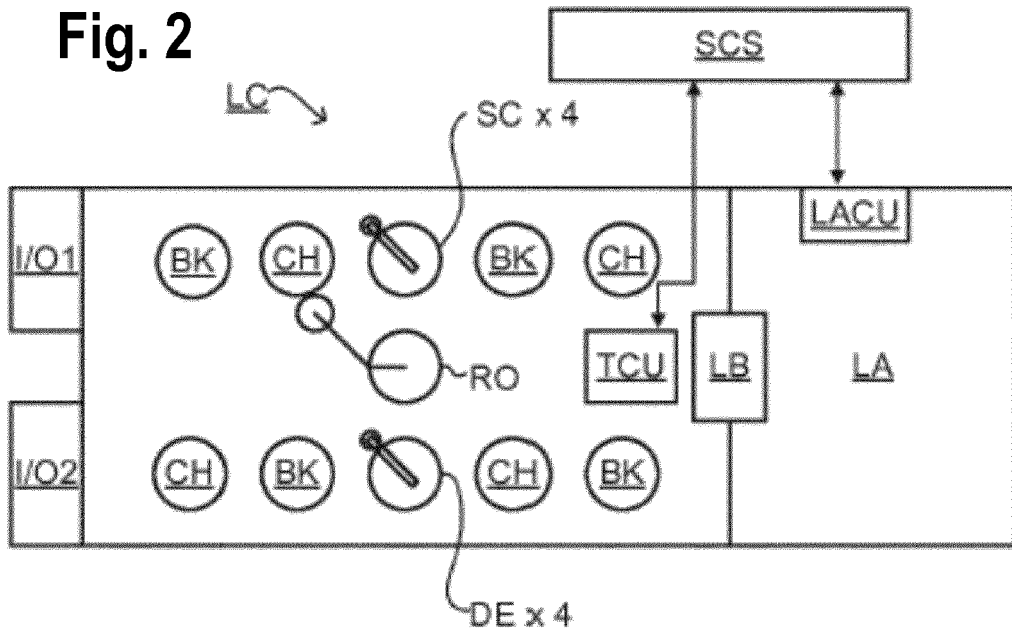 Fig. 2
SCS
LC
SC x 4
I/O1
BK
CH
BK
CH
LACU
RO
TCU
LB
LA
I/O2
CH
BK
CH
BK
DE x 4